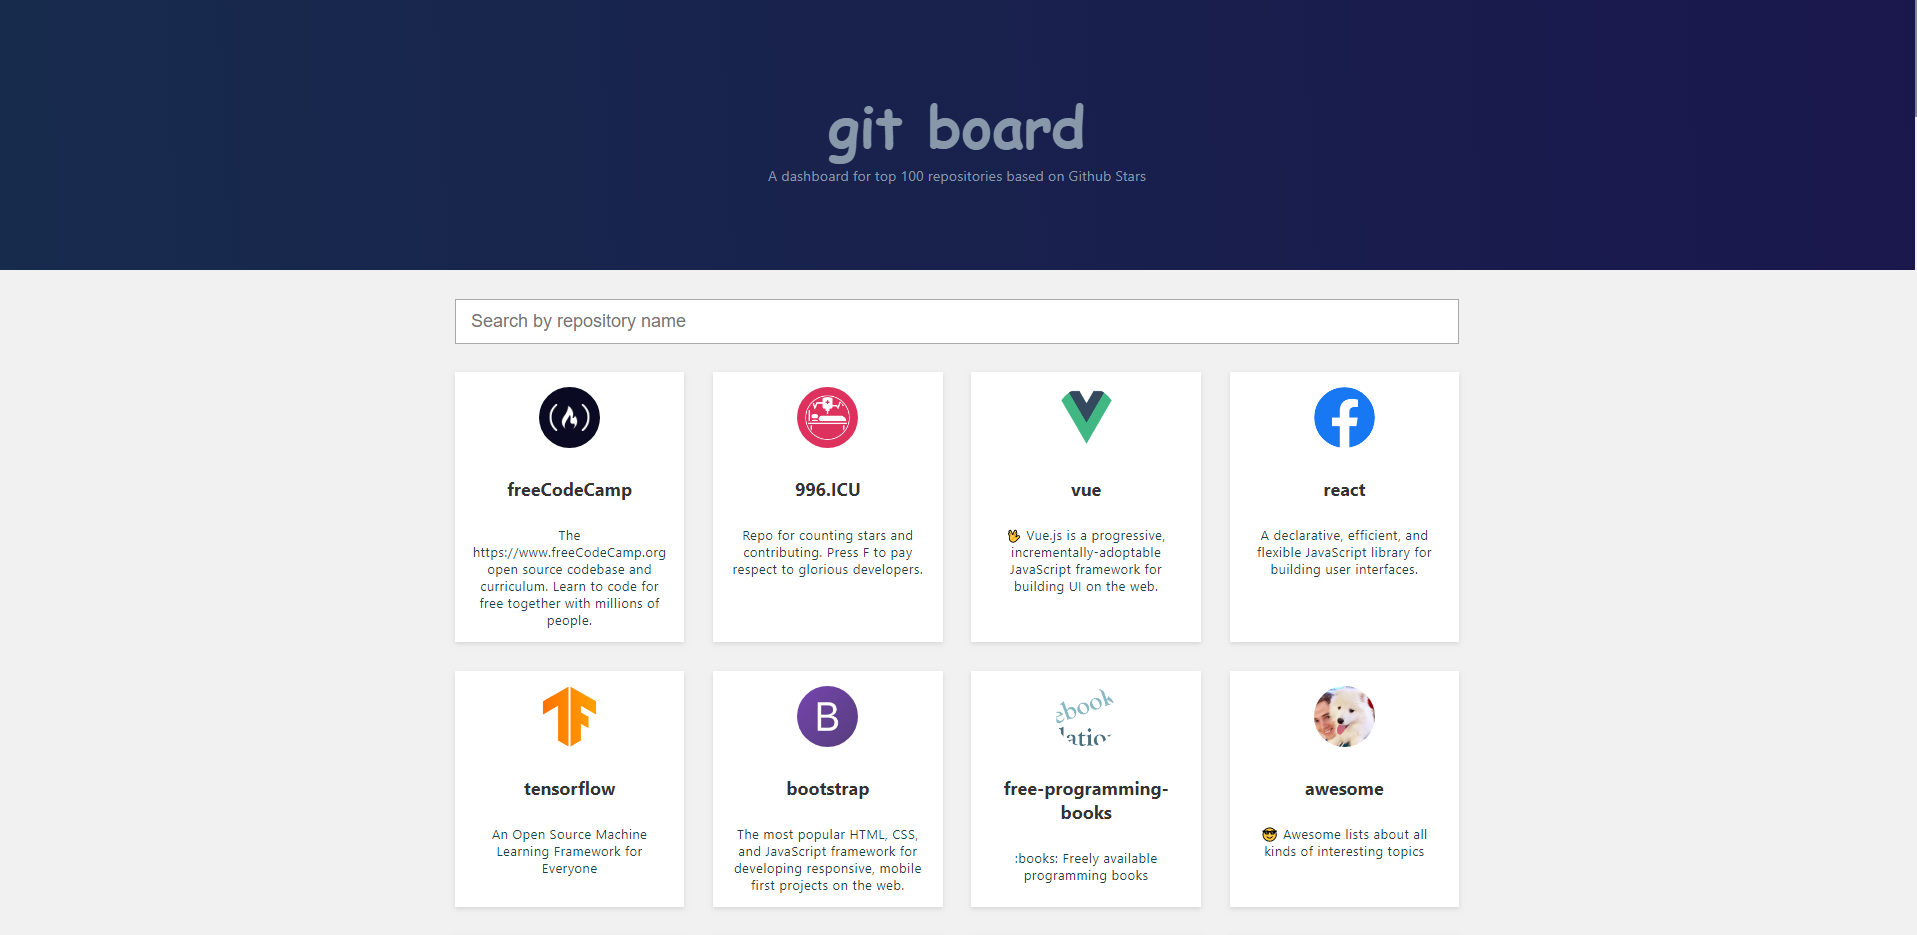 git board
A dashboard for top 100 repositories based on Github Stars
Search by repository name
freeCodeCamp
The
https://www.freeCodeCamp.org
open source codebase and
curriculum. Learn to code for
free together with millions of
people.
996.ICU
Repo for counting stars and
contributing. Press F to pay
respect to glorious developers.
vue
🖖 Vue.js is a progressive,
incrementally-adoptable
JavaScript framework for
building UI on the web.
react
A declarative, efficient, and
flexible JavaScript library for
building user interfaces.
tensorflow
An Open Source Machine
Learning Framework for
Everyone
B
bootstrap
The most popular HTML, CSS,
and JavaScript framework for
developing responsive, mobile
first projects on the web.
ebook
lation
free-programming-
books
:books: Freely available
programming books
awesome
😎 Awesome lists about all
kinds of interesting topics